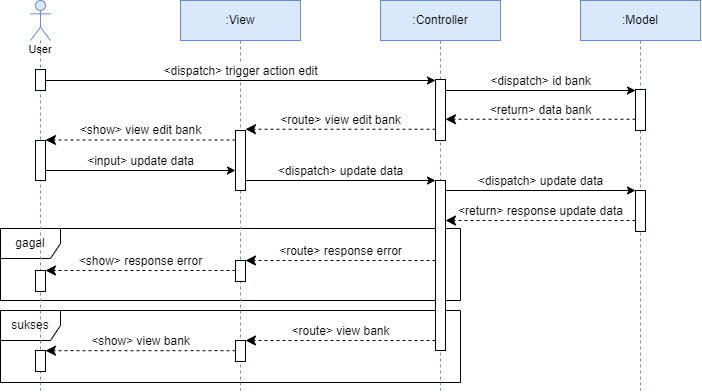 :View
:Controller
:Model
User
<dispatch> trigger action edit
<dispatch> id bank
<return> data bank
<route> view edit bank
<show> view edit bank
<input> update data
<dispatch> update data
<dispatch> update data
<return> response update data
gagal
<route> response error
<show> response error
sukses
<route> view bank
<show> view bank